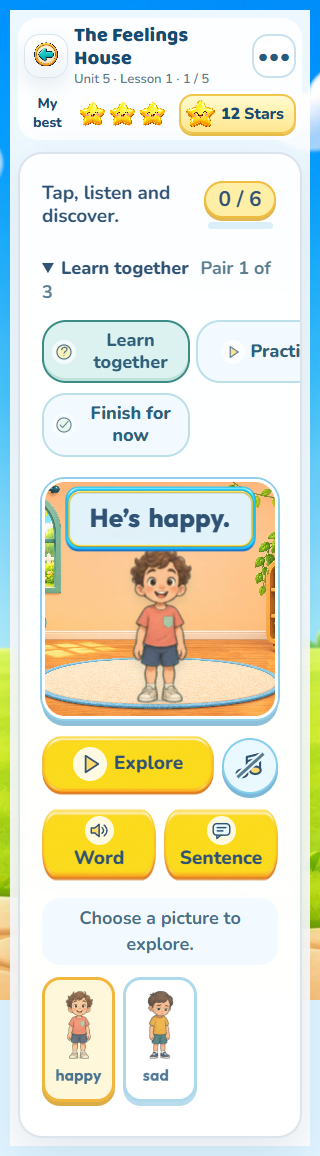 The Feelings
House
Unit 5 · Lesson 1 · 1 / 5
My
best
12 Stars
Tap, listen and
discover.
0 / 6
▼ Learn together Pair 1 of
3
Learn
together
Practi
Finish for
now
He's happy.
Explore
Word
Sentence
Choose a picture to
explore.
happy
sad